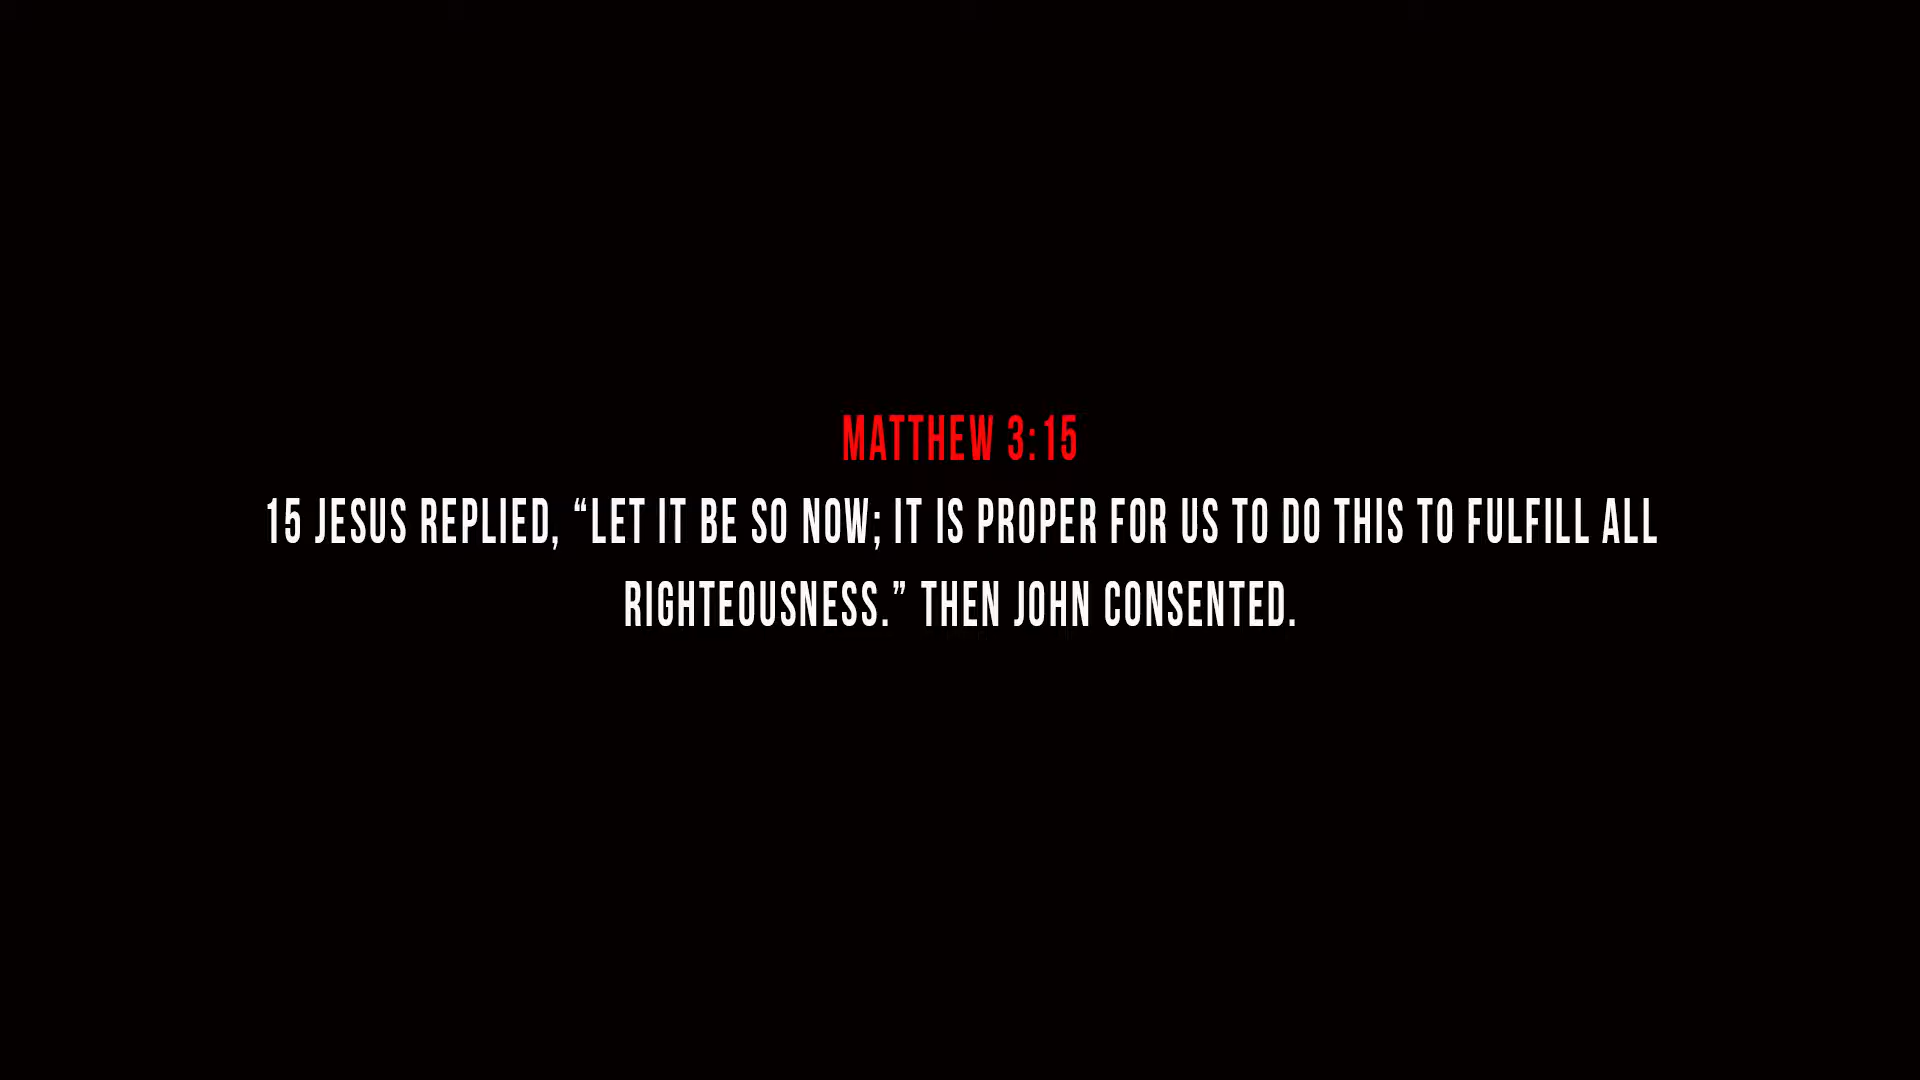 MATTHEW 3:15
15 JESUS REPLIED, “LET IT BE SO NOW; IT IS PROPER FOR US TO DO THIS TO FULFILL ALL
RIGHTEOUSNESS.” THEN JOHN CONSENTED.